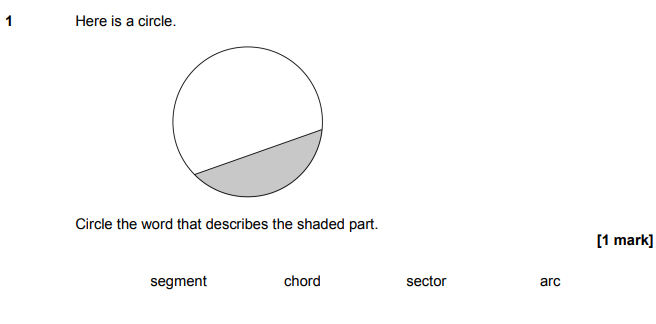 1 Here is a circle.
Circle the word that describes the shaded part.
[1 mark]
segment chord sector arc